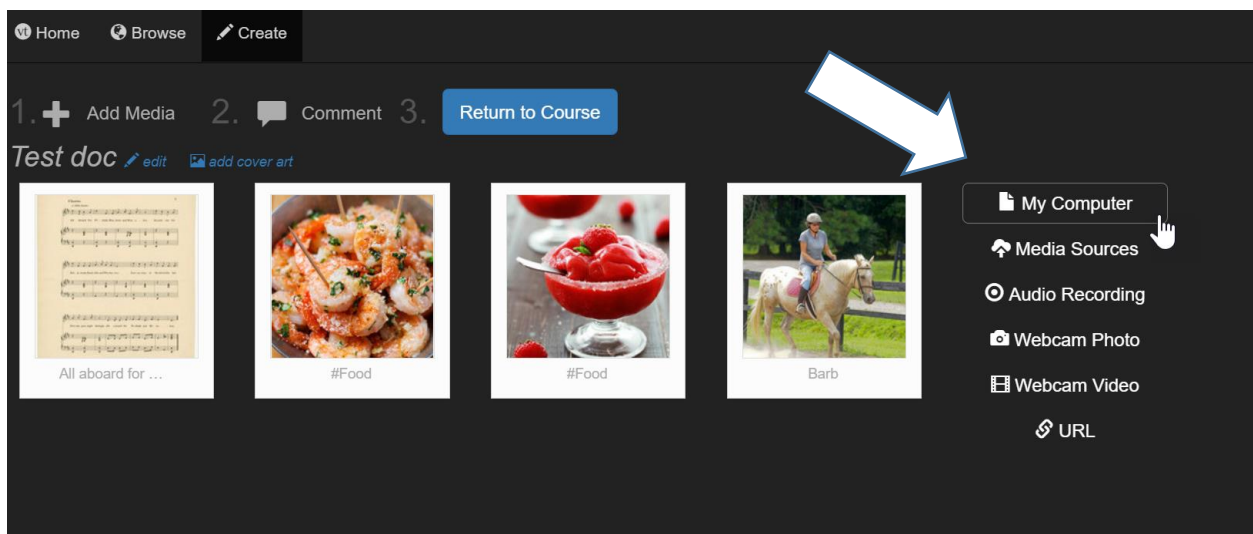 Home Browse Create
1. Add Media 2. Comment 3. Return to Course
Test doc edit add cover art
My Computer
Media Sources
Audio Recording
Webcam Photo
Webcam Video
URL
All aboard for ...
#Food
#Food
Barb